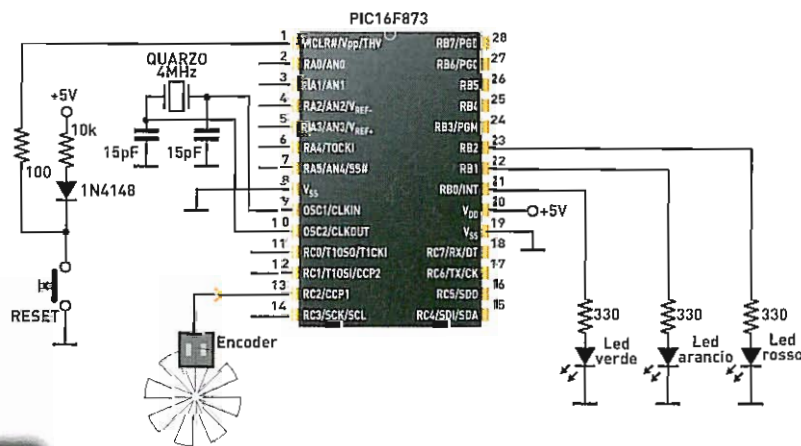 PIC16F873
1 MCLR#/Vpp/THV
2 RA0/AN0
3 RA1/AN1
4 RA2/AN2/VREF-
5 RA3/AN3/VREF+
6 RA4/TOCKI
7 RA5/AN4/SS#
8 VSS
9 OSC1/CLKIN
10 OSC2/CLKOUT
11 RC0/T1OSO/T1CKI
12 RC1/T1OSI/CCP2
13 RC2/CCP1
14 RC3/SCK/SCL
RB7/PGD 28
RB6/PGC 27
RB5 26
RB4 25
RB3/PGM 24
RB2 23
RB1 22
RB0/INT 21
VDD 20
VSS 19
RC7/RX/DT 18
RC6/TX/CK 17
RC5/SDO 16
RC4/SDI/SDA 15
QUARZO
4MHz
15pF
15pF
+5V
10k
100
1N4148
RESET
Encoder
+5V
330
330
330
Led
verde
Led
arancio
Led
rosso